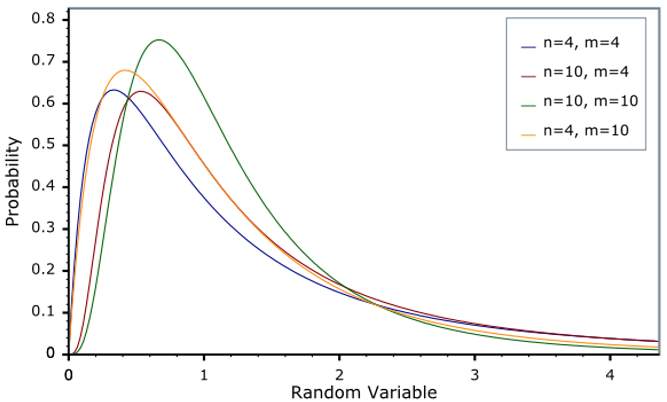 0.8
0.7
0.6
0.5
0.4
0.3
0.2
0.1
0
Probability
n=4, m=4
n=10, m=4
n=10, m=10
n=4, m=10
0 1 2 3 4
Random Variable